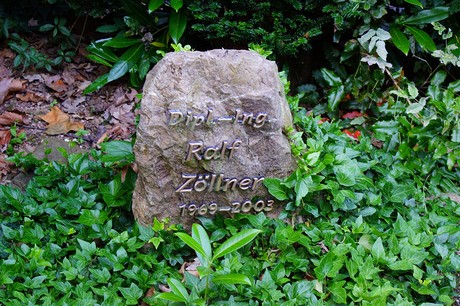 Dipl.-Ing.
Ralf
Zöllner
1969-2003